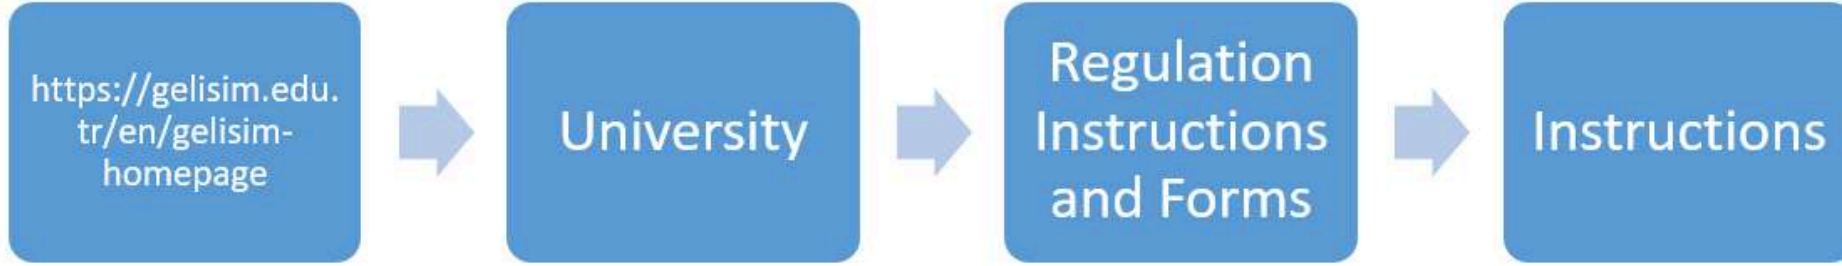 https://gelisim.edu.
tr/en/gelisim-
homepage
University
Regulation
Instructions
and Forms
Instructions